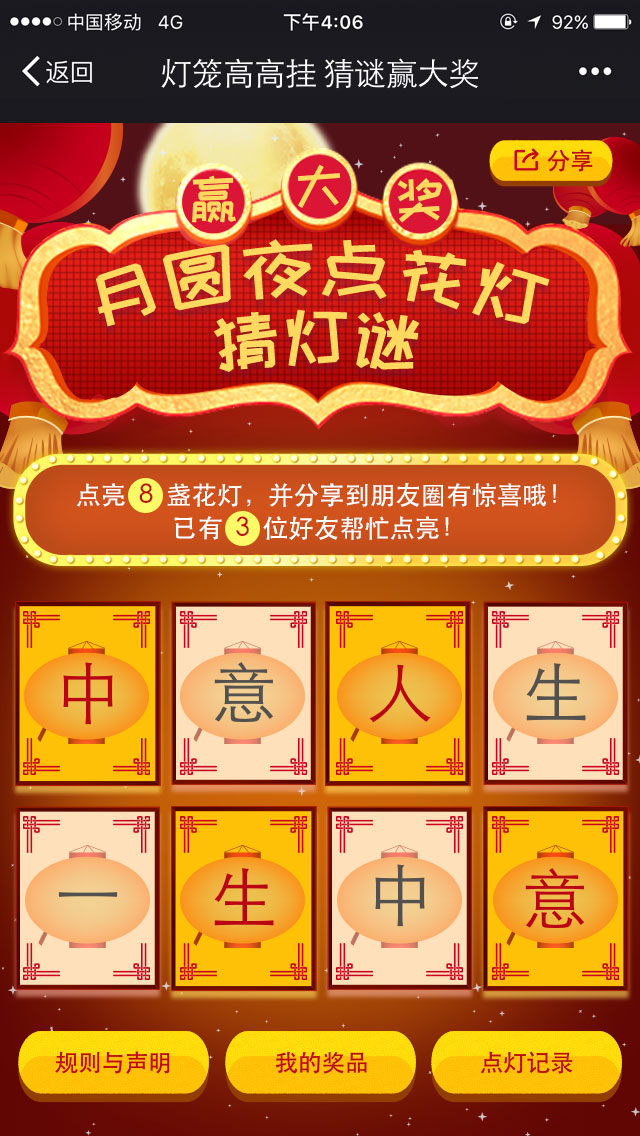 中国移动 4G 下午4:06 92%
返回 灯笼高高挂 猜谜赢大奖
分享
赢大奖
月圆夜点花灯
猜灯谜
点亮8盏花灯，并分享到朋友圈有惊喜哦！
已有3位好友帮忙点亮！
中 意 人 生
一 生 中 意
规则与声明 我的奖品 点灯记录